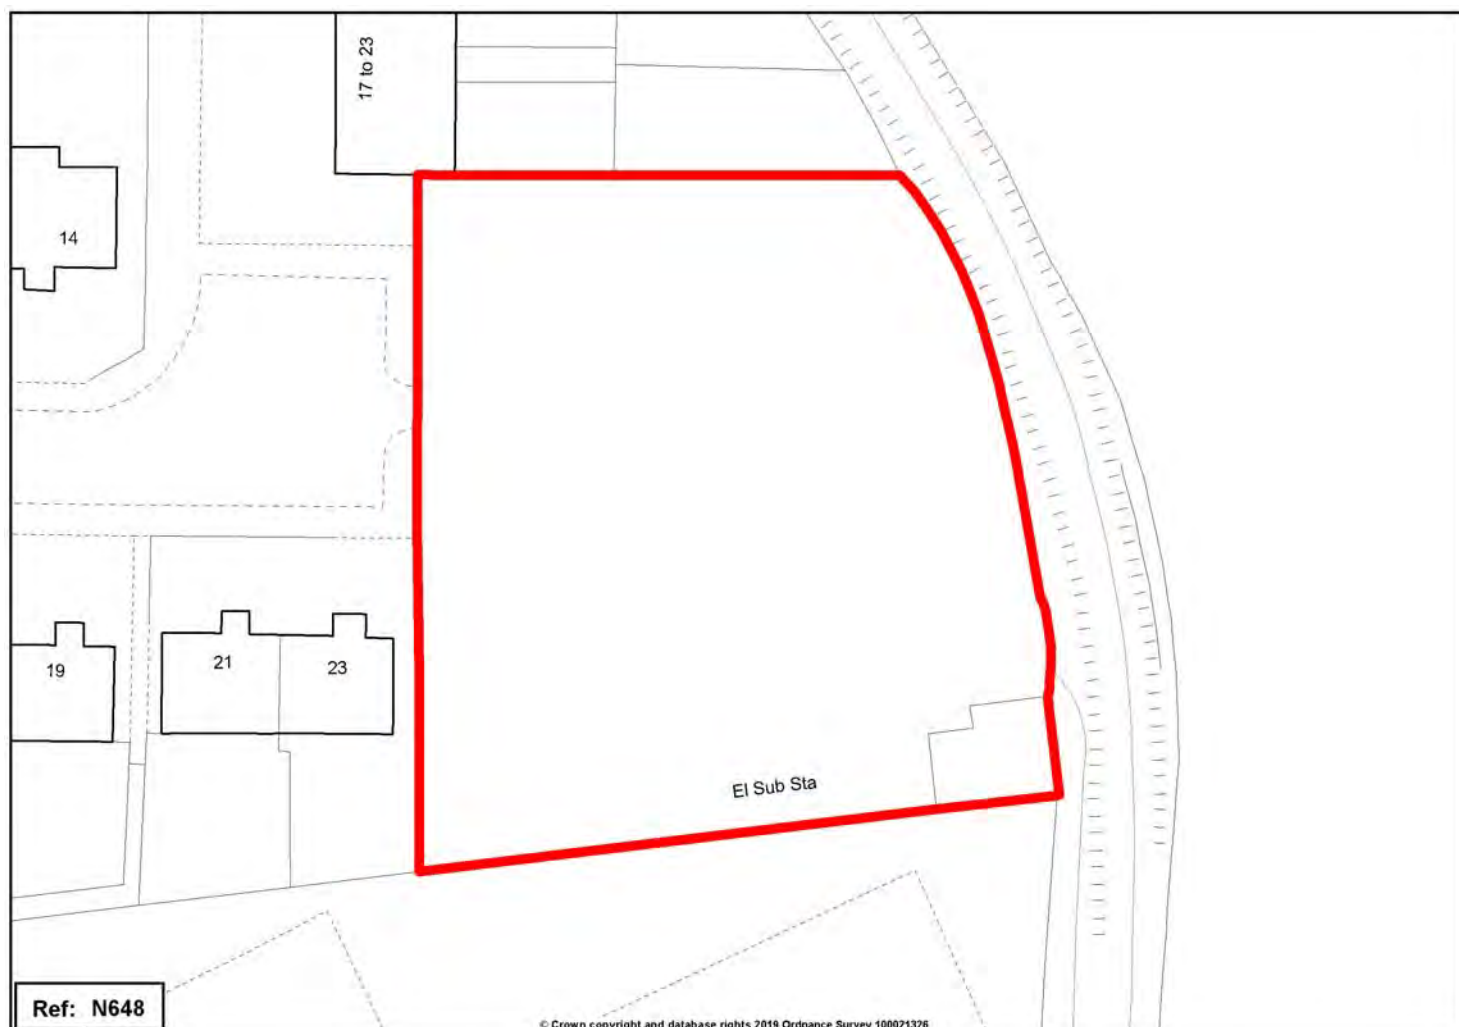 17 to 23
14
19
21
23
El Sub Sta
Ref: N648
© Crown copyright and database rights 2019 Ordnance Survey 100021326